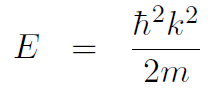 E = ħ²k² / 2m